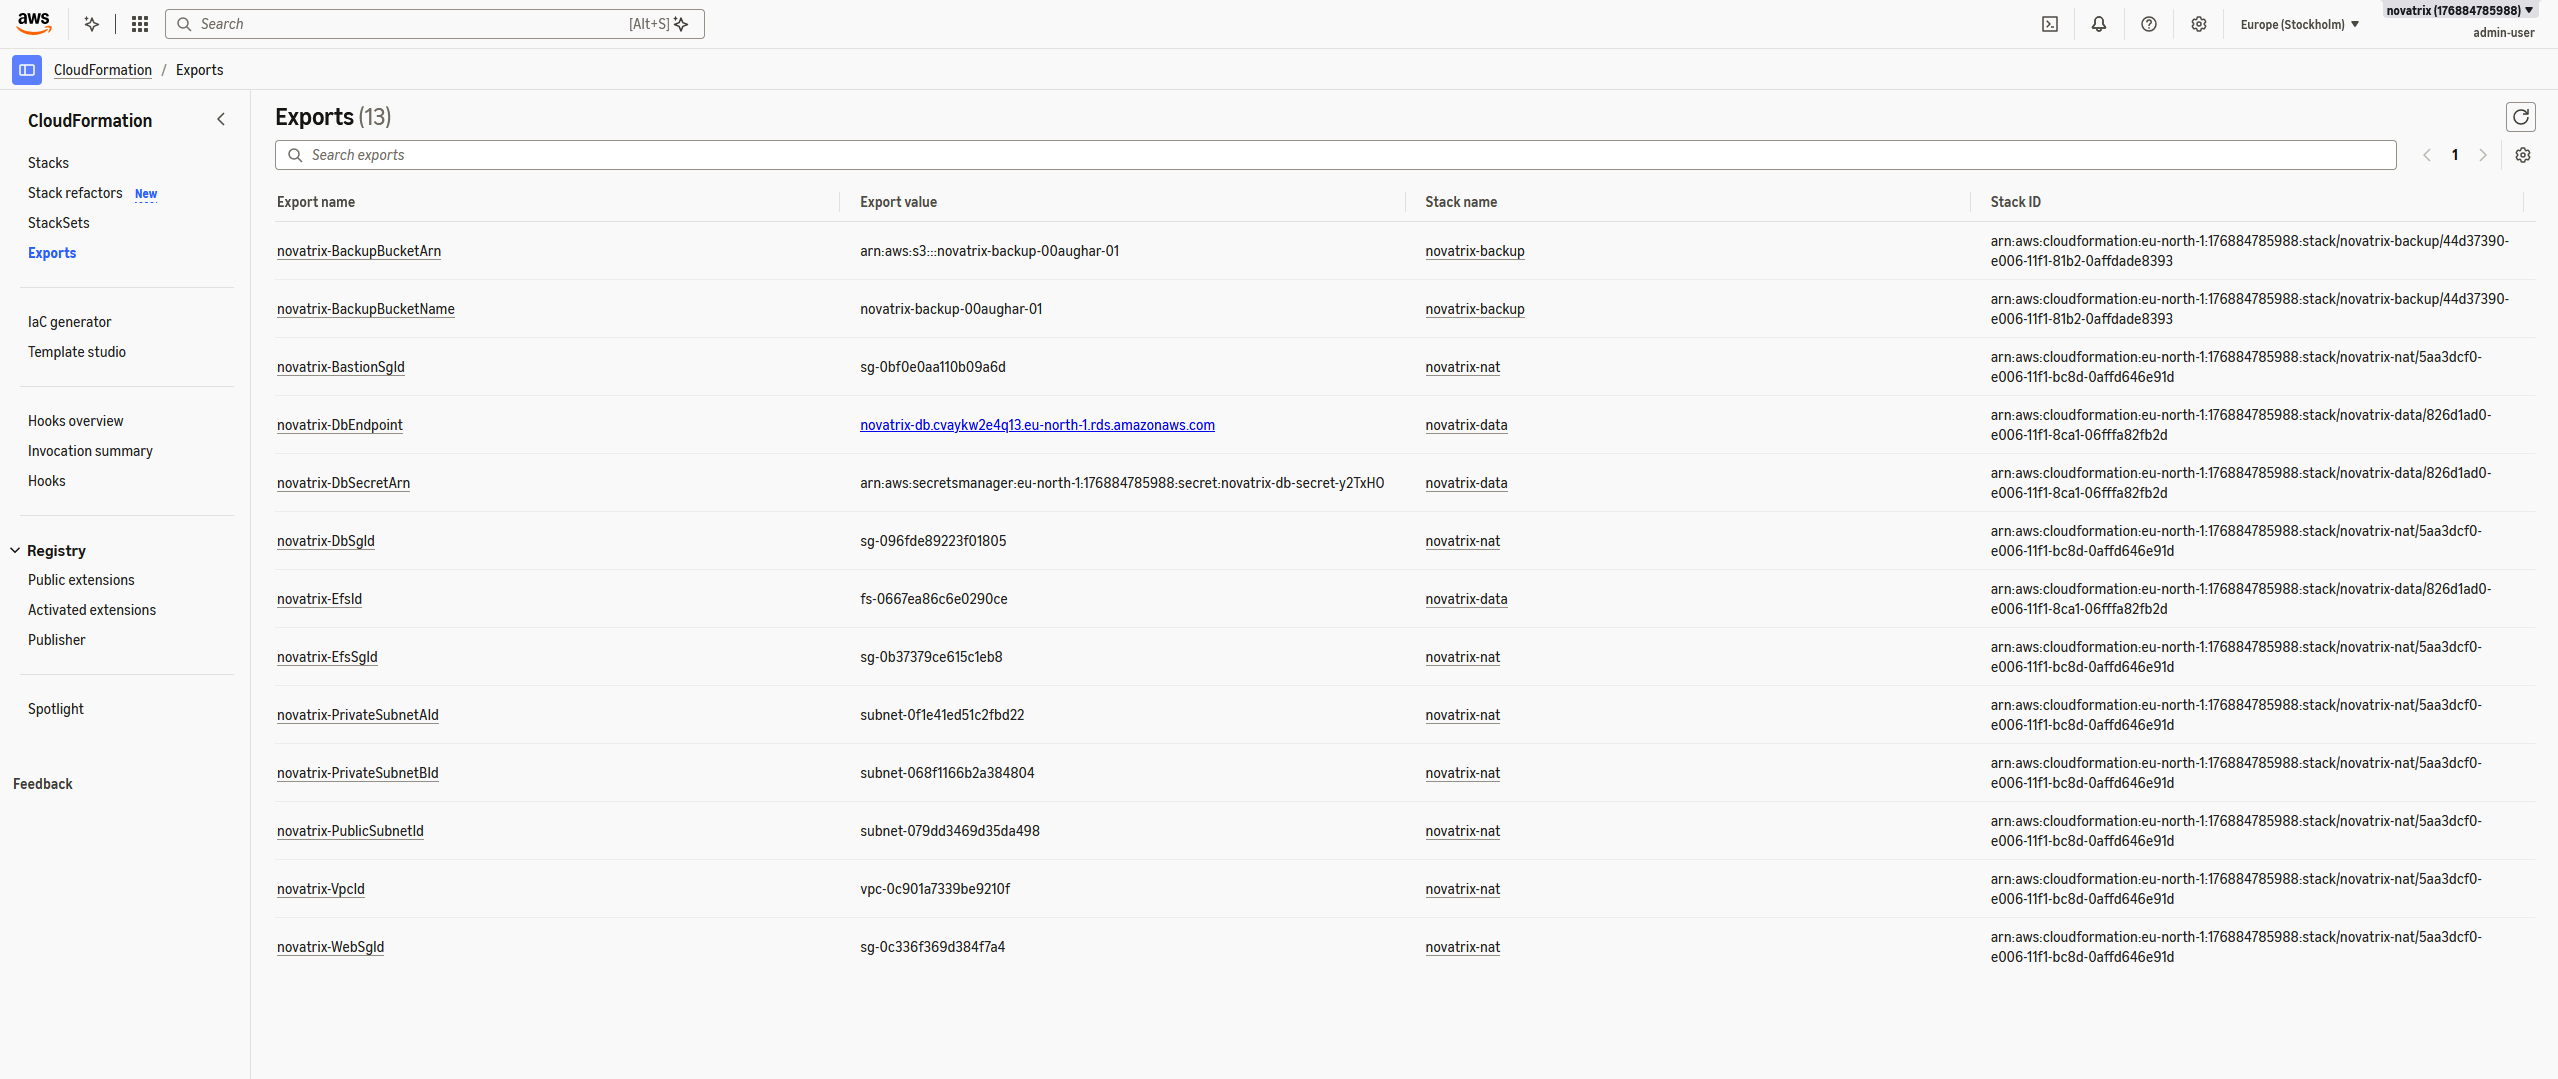 aws
Search
[Alt+S]
Europe (Stockholm)
novatrix (176884785988)
admin-user
CloudFormation / Exports
CloudFormation
Stacks
Stack refactors New
StackSets
Exports
IaC generator
Template studio
Hooks overview
Invocation summary
Hooks
Registry
Public extensions
Activated extensions
Publisher
Spotlight
Feedback
Exports (13)
Search exports
1
Export name Export value Stack name Stack ID
novatrix-BackupBucketArn arn:aws:s3:::novatrix-backup-00aughar-01 novatrix-backup arn:aws:cloudformation:eu-north-1:176884785988:stack/novatrix-backup/44d37390-
e006-11f1-81b2-0affdade8393
novatrix-BackupBucketName novatrix-backup-00aughar-01 novatrix-backup arn:aws:cloudformation:eu-north-1:176884785988:stack/novatrix-backup/44d37390-
e006-11f1-81b2-0affdade8393
novatrix-BastionSgId sg-0bf0e0aa110b09a6d novatrix-nat arn:aws:cloudformation:eu-north-1:176884785988:stack/novatrix-nat/5aa3dcf0-
e006-11f1-bc8d-0affd646e91d
novatrix-DbEndpoint novatrix-db.cvaykw2e4q13.eu-north-1.rds.amazonaws.com novatrix-data arn:aws:cloudformation:eu-north-1:176884785988:stack/novatrix-data/826d1ad0-
e006-11f1-8ca1-06fffa82fb2d
novatrix-DbSecretArn arn:aws:secretsmanager:eu-north-1:176884785988:secret:novatrix-db-secret-y2TxHO novatrix-data arn:aws:cloudformation:eu-north-1:176884785988:stack/novatrix-data/826d1ad0-
e006-11f1-8ca1-06fffa82fb2d
novatrix-DbSgId sg-096fde89223f01805 novatrix-nat arn:aws:cloudformation:eu-north-1:176884785988:stack/novatrix-nat/5aa3dcf0-
e006-11f1-bc8d-0affd646e91d
novatrix-EfsId fs-0667ea86c6e0290ce novatrix-data arn:aws:cloudformation:eu-north-1:176884785988:stack/novatrix-data/826d1ad0-
e006-11f1-8ca1-06fffa82fb2d
novatrix-EfsSgId sg-0b37379ce615c1eb8 novatrix-nat arn:aws:cloudformation:eu-north-1:176884785988:stack/novatrix-nat/5aa3dcf0-
e006-11f1-bc8d-0affd646e91d
novatrix-PrivateSubnetAId subnet-0f1e41ed51c2fbd22 novatrix-nat arn:aws:cloudformation:eu-north-1:176884785988:stack/novatrix-nat/5aa3dcf0-
e006-11f1-bc8d-0affd646e91d
novatrix-PrivateSubnetBId subnet-068f1166b2a384804 novatrix-nat arn:aws:cloudformation:eu-north-1:176884785988:stack/novatrix-nat/5aa3dcf0-
e006-11f1-bc8d-0affd646e91d
novatrix-PublicSubnetId subnet-079dd3469d35da498 novatrix-nat arn:aws:cloudformation:eu-north-1:176884785988:stack/novatrix-nat/5aa3dcf0-
e006-11f1-bc8d-0affd646e91d
novatrix-VpcId vpc-0c901a7339be9210f novatrix-nat arn:aws:cloudformation:eu-north-1:176884785988:stack/novatrix-nat/5aa3dcf0-
e006-11f1-bc8d-0affd646e91d
novatrix-WebSgId sg-0c336f369d384f7a4 novatrix-nat arn:aws:cloudformation:eu-north-1:176884785988:stack/novatrix-nat/5aa3dcf0-
e006-11f1-bc8d-0affd646e91d